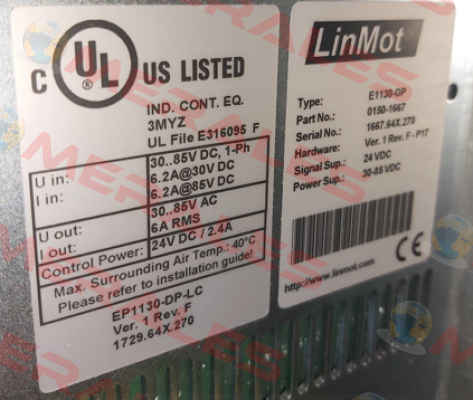 C UL US LISTED
IND. CONT. EQ.
3MYZ
UL File E316095 F
U in: 30..85V DC, 1-Ph
I in: 6.2A@30V DC
6.2A@85V DC
U out: 30..85V AC
I out: 6A RMS
Control Power: 24V DC / 2.4A
Max. Surrounding Air Temp.: 40°C
Please refer to installation guide!
EP1130-DP-LC
Ver. 1 Rev. F
1729.64X.270
LinMot
Type: E1130-DP
Part No.: 0150-1667
Serial No.: 1667.64X.270
Hardware: Ver. 1 Rev. F - P17
Signal Sup.: 24 VDC
Power Sup.: 30-85 VDC
CE
http://www.linmot.com
MERALES